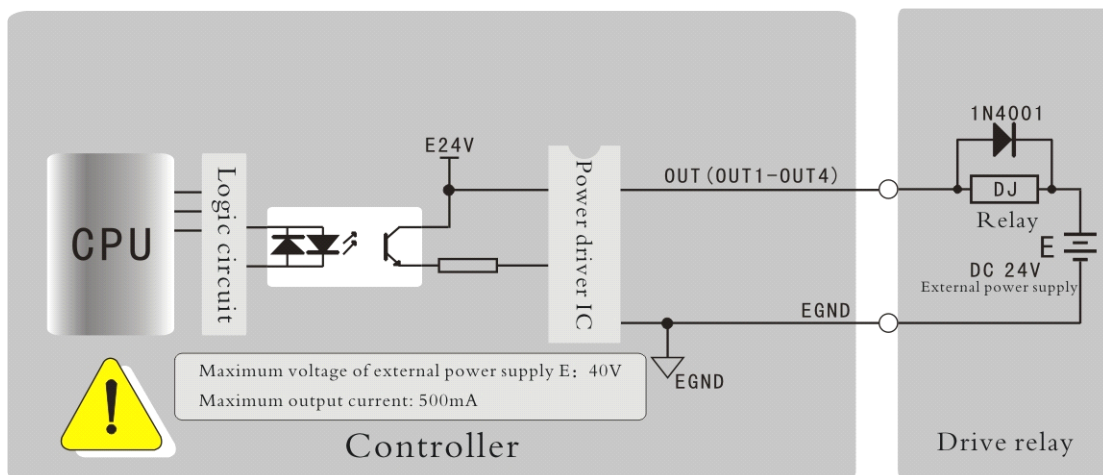 1N4001
E24V
OUT(OUT1-OUT4)
DJ
Relay
CPU
Logic circuit
Power driver IC
E
DC 24V
External power supply
EGND
EGND
Maximum voltage of external power supply E: 40V
Maximum output current: 500mA
!
Controller
Drive relay